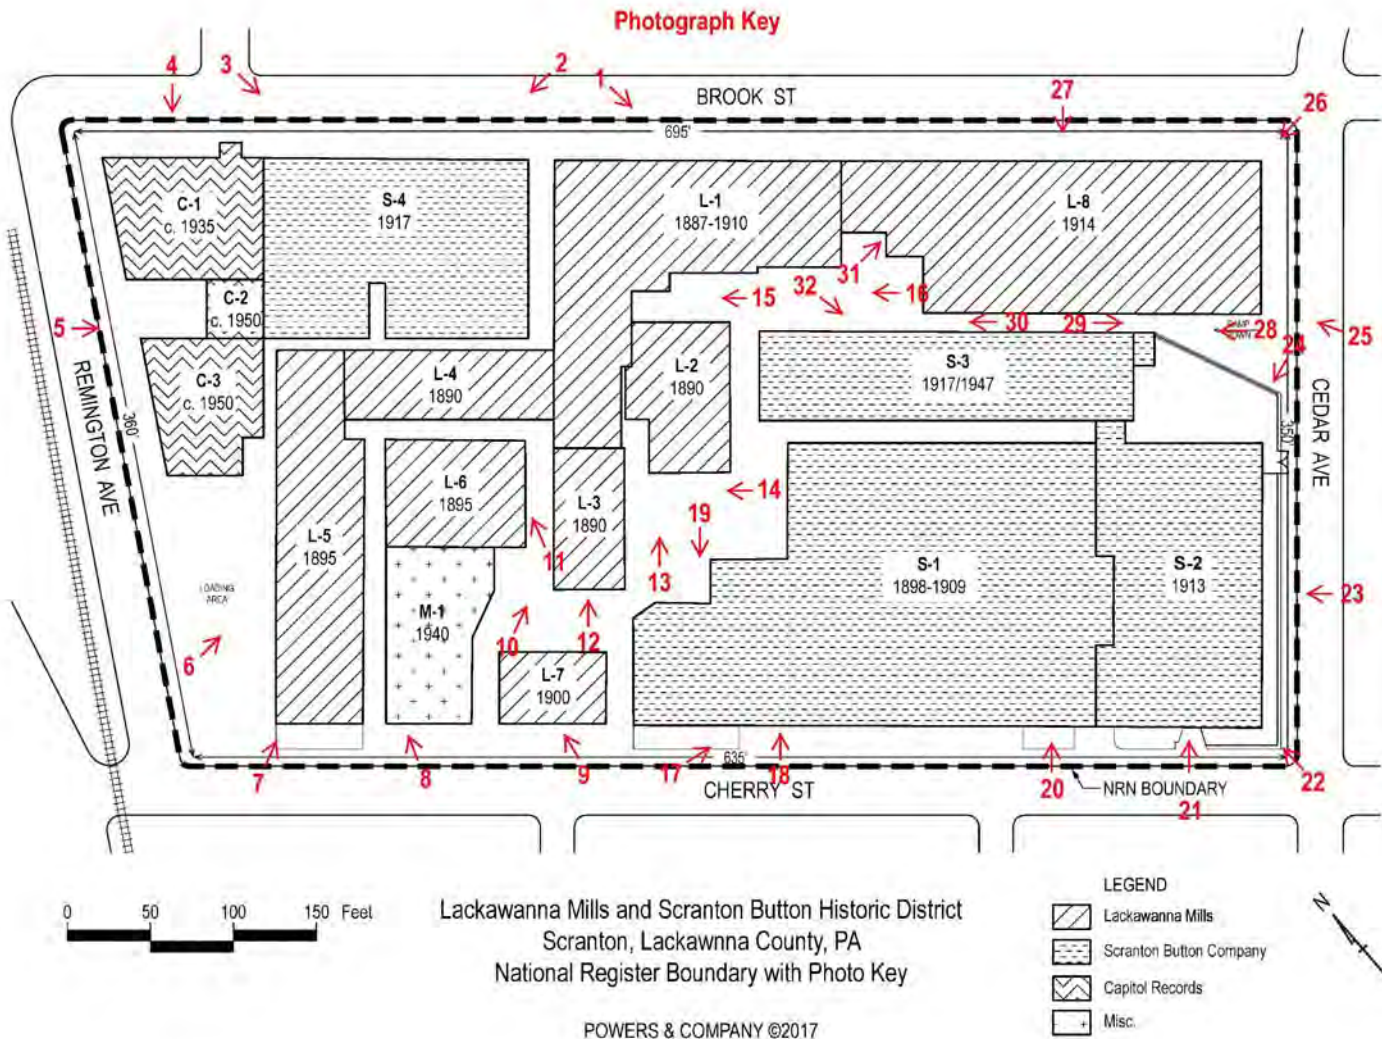 Photograph Key
4
3
2
1
BROOK ST
27
26
695'
C-1
c. 1935
S-4
1917
L-1
1887-1910
L-8
1914
31
32
15
16
C-2
c. 1950
5
30
29
RAMP
DOWN
28
24
25
REMINGTON AVE
360'
C-3
c. 1950
L-4
1890
L-2
1890
S-3
1917/1947
CEDAR AVE
350'
L-6
1895
L-3
1890
14
19
L-5
1895
11
13
S-1
1898-1909
S-2
1913
23
LOADING
AREA
M-1
1940
10
12
6
L-7
1900
7
8
9
17
635'
18
20
21
22
CHERRY ST
NRN BOUNDARY
0 50 100 150 Feet
Lackawanna Mills and Scranton Button Historic District
Scranton, Lackawnna County, PA
National Register Boundary with Photo Key
POWERS & COMPANY ©2017
LEGEND
Lackawanna Mills
Scranton Button Company
Capitol Records
Misc.
N